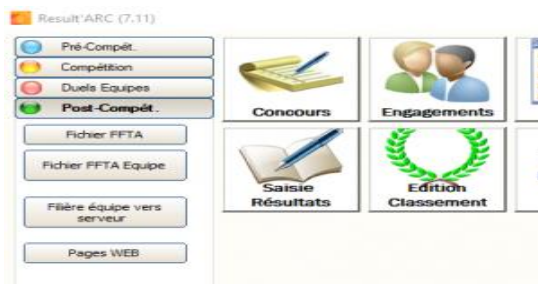 Result'ARC (7.11)
Pré-Compét.
Compétition
Duels Equipes
Post-Compét.
Fichier FFTA
Fichier FFTA Equipe
Filière équipe vers
serveur
Pages WEB
Concours
Engagements
Saisie
Résultats
Edition
Classement